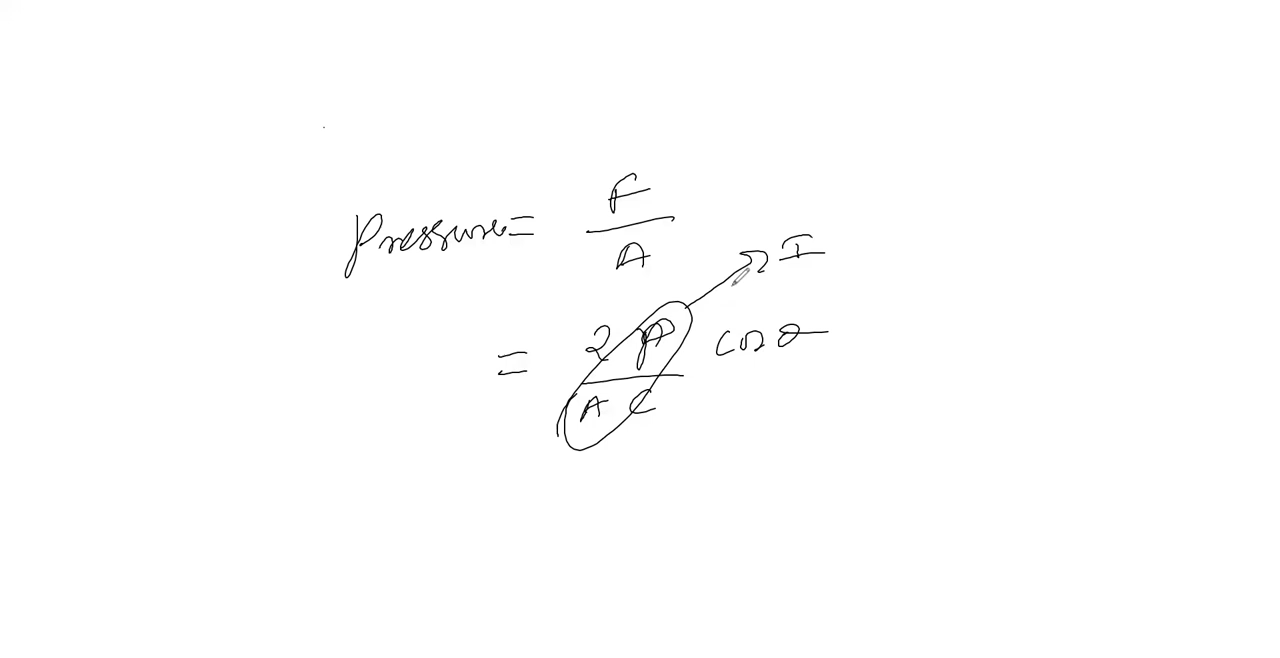 Pressure = F/A
I
= 2P/AC cos θ